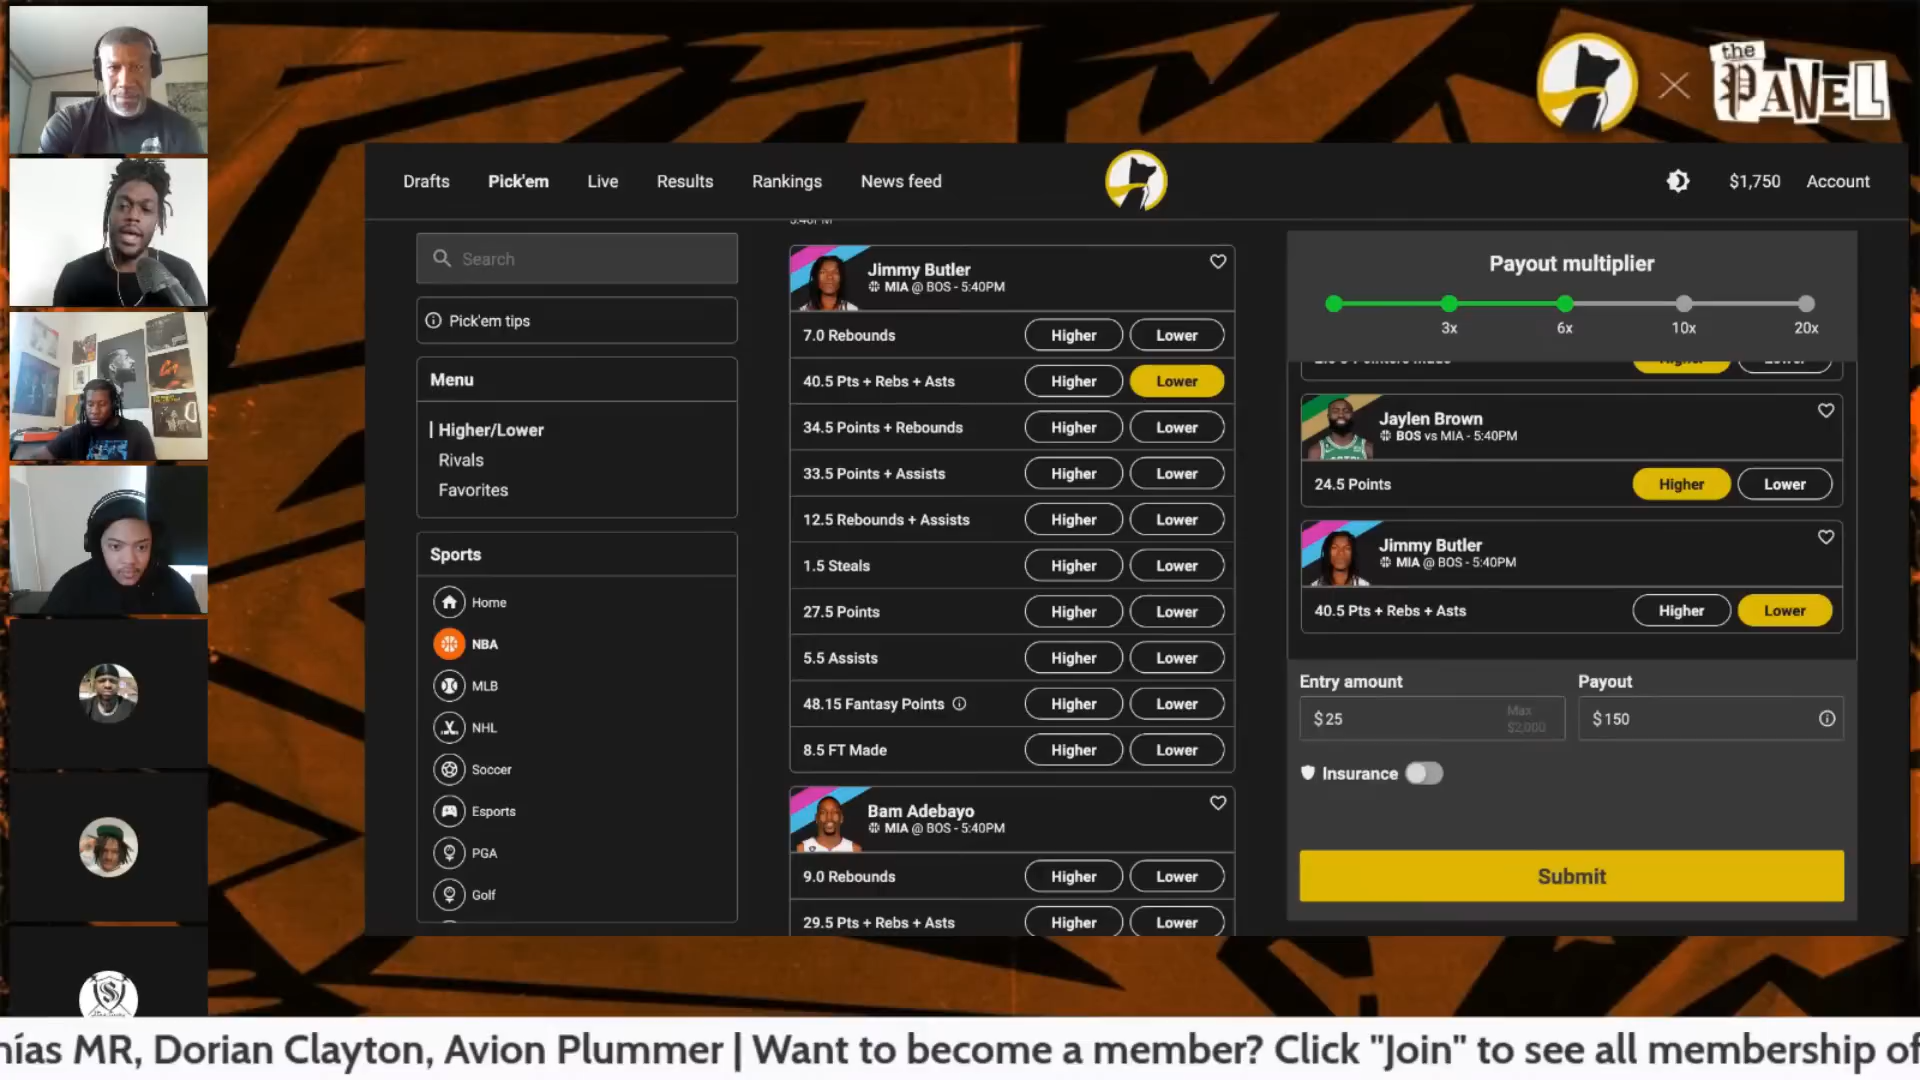 the
PANEL
Drafts Pick'em Live Results Rankings News feed $1,750 Account
Search
Pick'em tips
Menu
Higher/Lower
Rivals
Favorites
Sports
Home
NBA
MLB
NHL
Soccer
Esports
PGA
Golf
Jimmy Butler
MIA @ BOS - 5:40PM
7.0 Rebounds Higher Lower
40.5 Pts + Rebs + Asts Higher Lower
34.5 Points + Rebounds Higher Lower
33.5 Points + Assists Higher Lower
12.5 Rebounds + Assists Higher Lower
1.5 Steals Higher Lower
27.5 Points Higher Lower
5.5 Assists Higher Lower
48.15 Fantasy Points Higher Lower
8.5 FT Made Higher Lower
Bam Adebayo
MIA @ BOS - 5:40PM
9.0 Rebounds Higher Lower
29.5 Pts + Rebs + Asts Higher Lower
Payout multiplier
3x 6x 10x 20x
Jaylen Brown
BOS vs MIA - 5:40PM
24.5 Points Higher Lower
Jimmy Butler
MIA @ BOS - 5:40PM
40.5 Pts + Rebs + Asts Higher Lower
Entry amount Payout
$25 Max $2,000 $150
Insurance
Submit
nías MR, Dorian Clayton, Avion Plummer | Want to become a member? Click "Join" to see all membership of